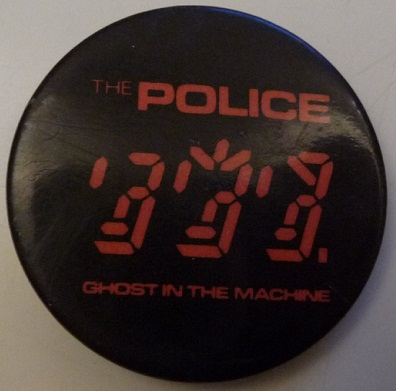 THE POLICE
GHOST IN THE MACHINE